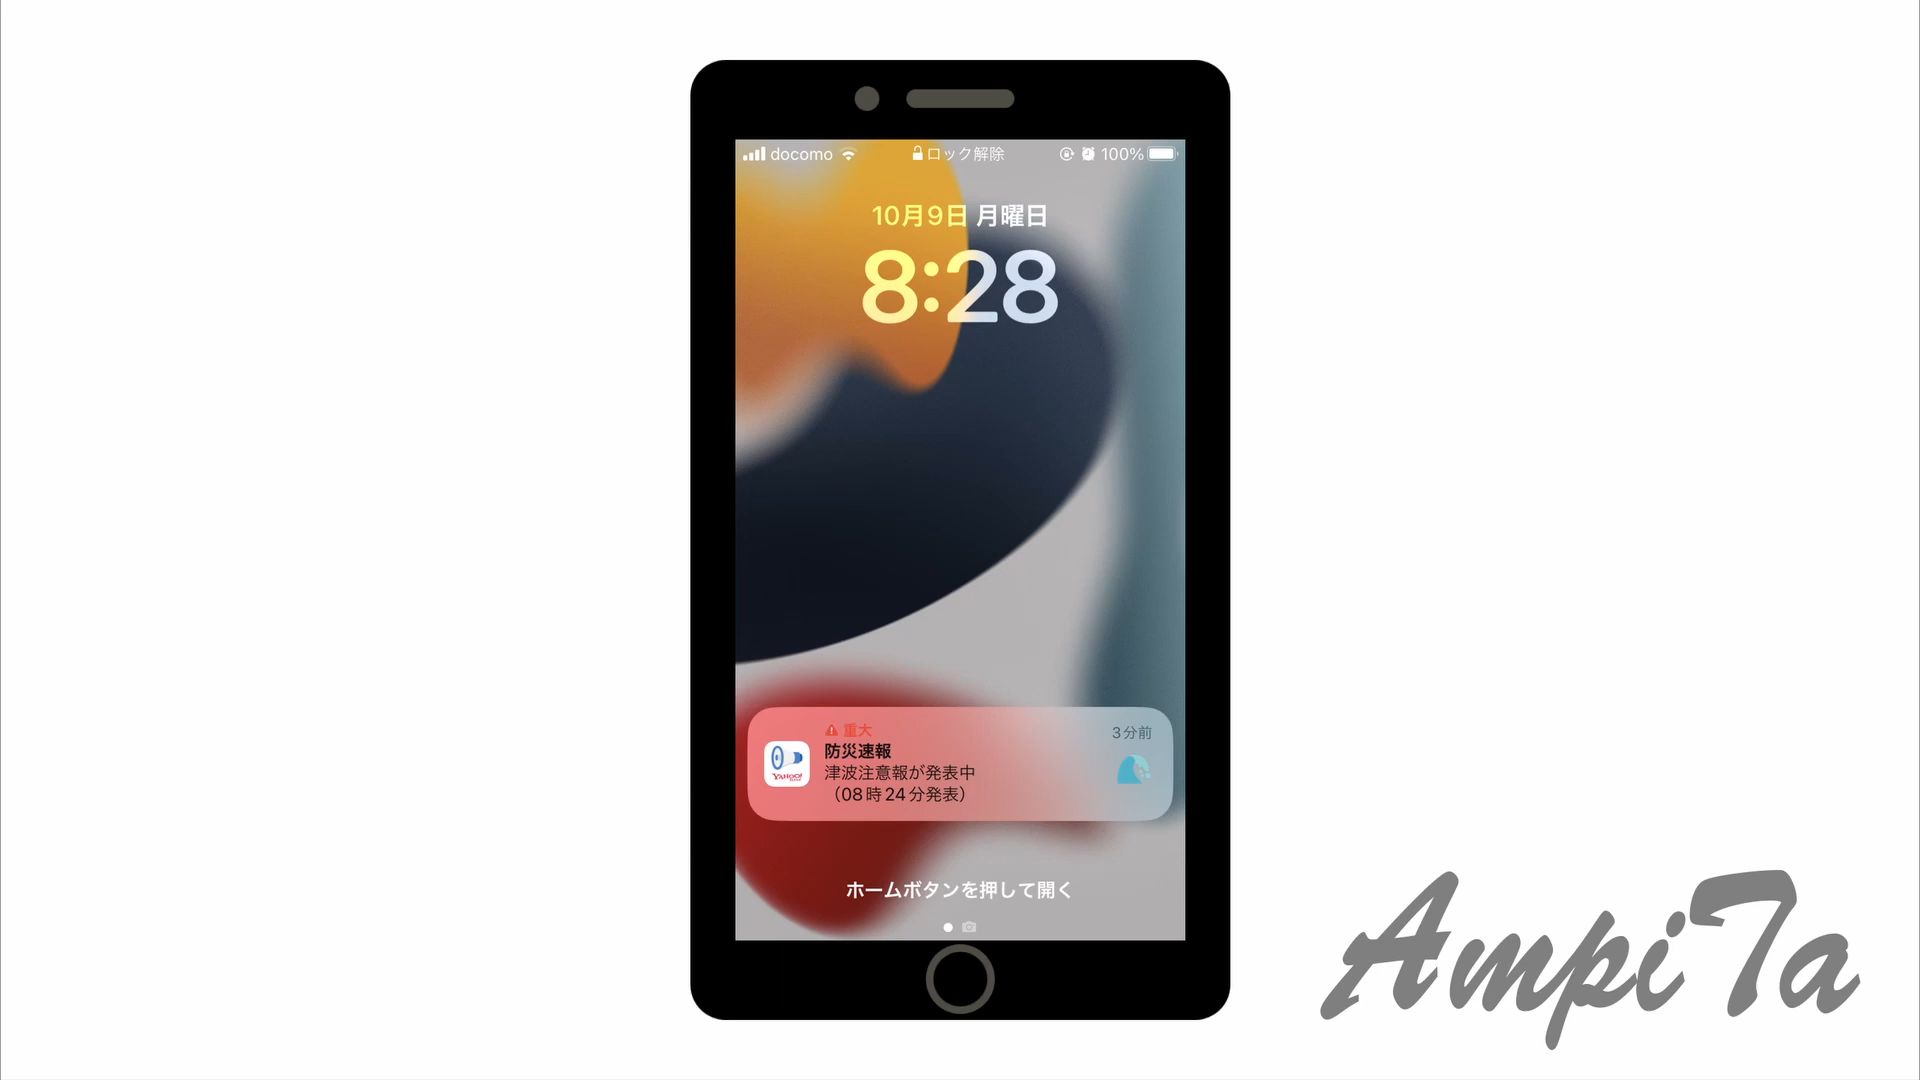 docomo ロック解除 100%
10月9日 月曜日
8:28
重大 3分前
防災速報
津波注意報が発表中
（08時24分発表）
YAHOO!
ホームボタンを押して開く
AmpiTa